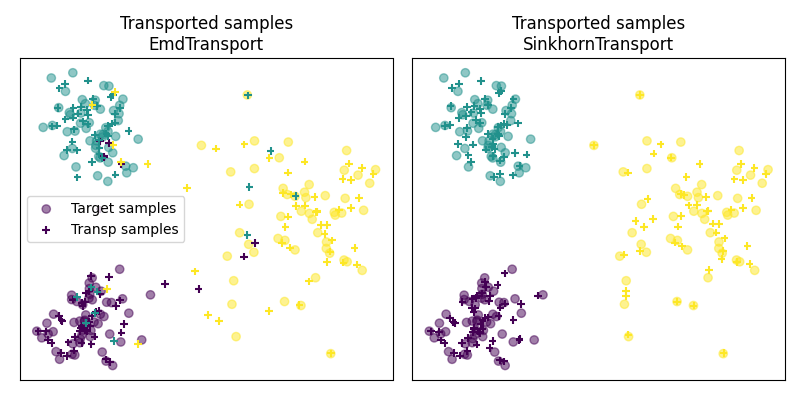 Transported samples
EmdTransport
Transported samples
SinkhornTransport
Target samples
Transp samples